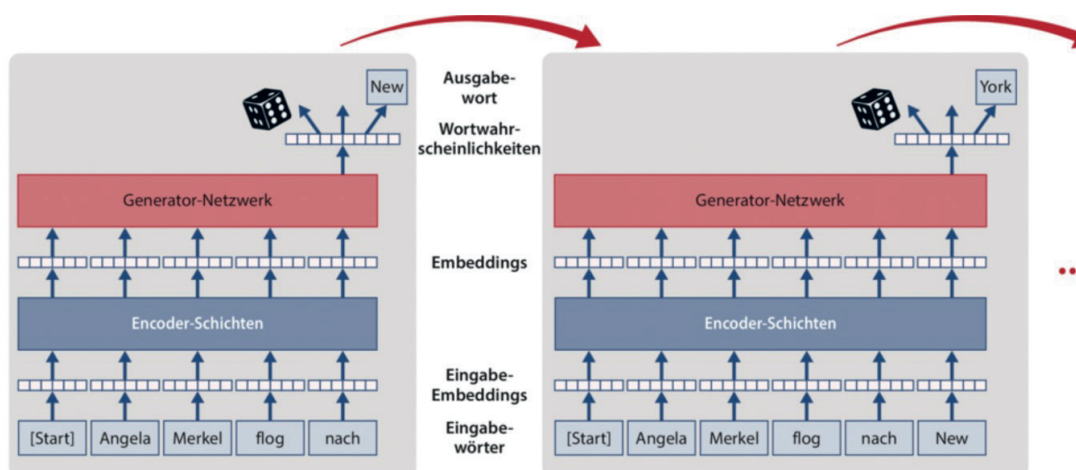 New
Ausgabe-
wort
York
Wortwahr-
scheinlichkeiten
Generator-Netzwerk
Generator-Netzwerk
Embeddings
...
Encoder-Schichten
Encoder-Schichten
Eingabe-
Embeddings
[Start] Angela Merkel flog nach
Eingabe-
wörter
[Start] Angela Merkel flog nach New